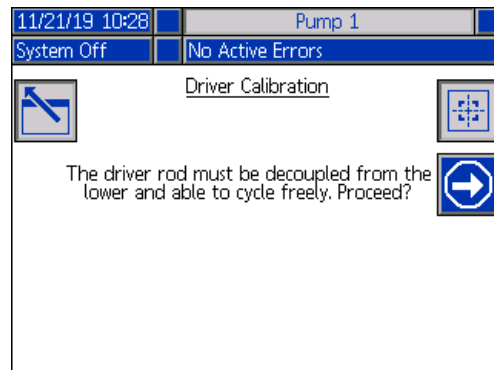 11/21/19 10:28
Pump 1
System Off
No Active Errors
Driver Calibration
The driver rod must be decoupled from the
lower and able to cycle freely. Proceed?